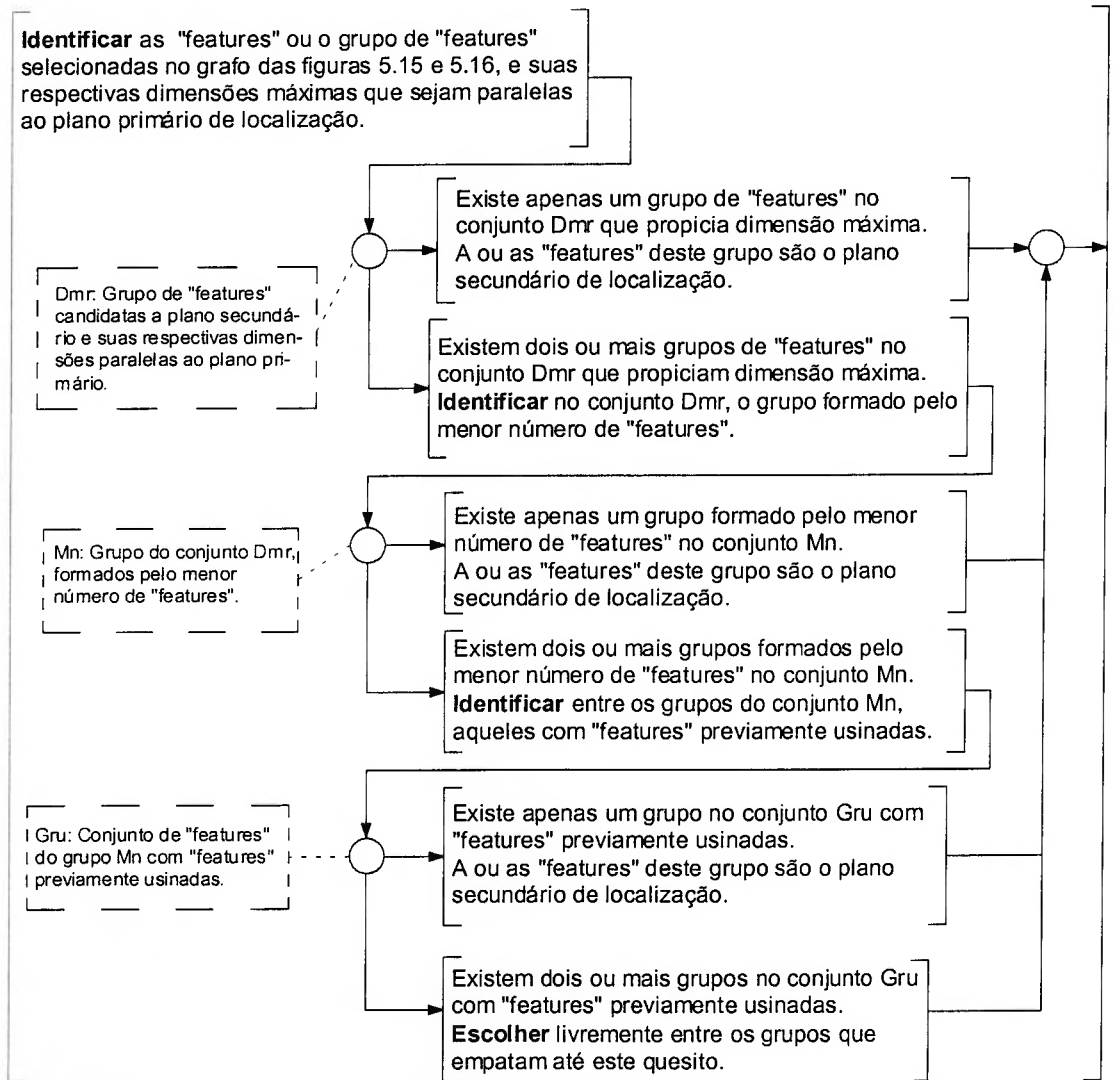 Identificar as "features" ou o grupo de "features"
selecionadas no grafo das figuras 5.15 e 5.16, e suas
respectivas dimensões máximas que sejam paralelas
ao plano primário de localização.
Existe apenas um grupo de "features" no
conjunto Dmr que propicia dimensão máxima.
A ou as "features" deste grupo são o plano
secundário de localização.
Dmr: Grupo de "features"
candidatas a plano secundá-
rio e suas respectivas dimen-
sões paralelas ao plano pri-
mário.
Existem dois ou mais grupos de "features" no
conjunto Dmr que propiciam dimensão máxima.
Identificar no conjunto Dmr, o grupo formado pelo
menor número de "features".
Existe apenas um grupo formado pelo menor
número de "features" no conjunto Mn.
A ou as "features" deste grupo são o plano
secundário de localização.
Mn: Grupo do conjunto Dmr,
formados pelo menor
número de "features".
Existem dois ou mais grupos formados pelo
menor número de "features" no conjunto Mn.
Identificar entre os grupos do conjunto Mn,
aqueles com "features" previamente usinadas.
Existe apenas um grupo no conjunto Gru com
"features" previamente usinadas.
A ou as "features" deste grupo são o plano
secundário de localização.
Gru: Conjunto de "features"
do grupo Mn com "features"
previamente usinadas.
Existem dois ou mais grupos no conjunto Gru
com "features" previamente usinadas.
Escolher livremente entre os grupos que
empatam até este quesito.